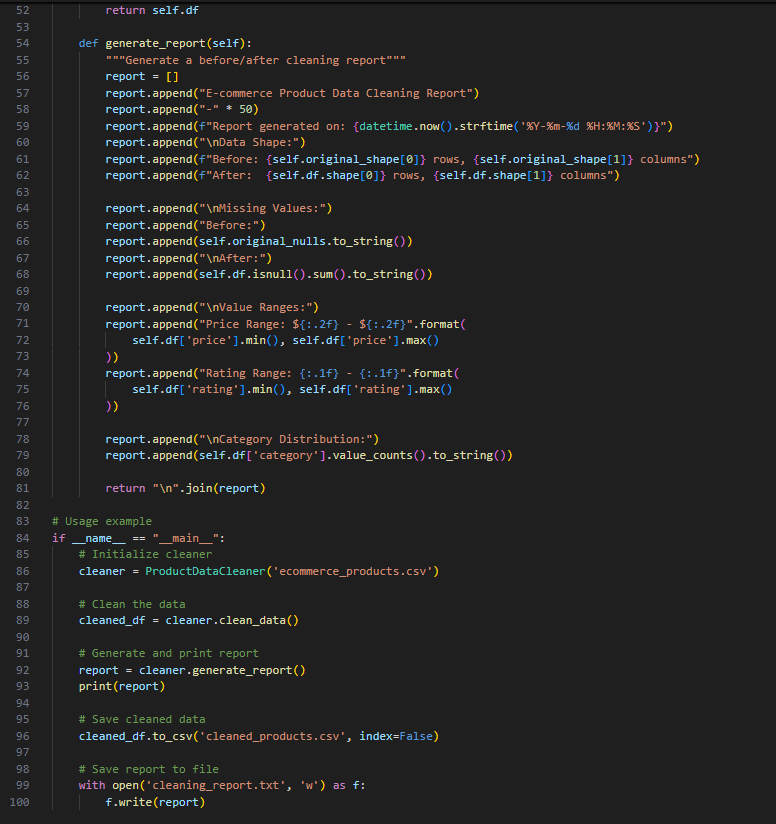 52 return self.df
53
54 def generate_report(self):
55 """Generate a before/after cleaning report"""
56 report = []
57 report.append("E-commerce Product Data Cleaning Report")
58 report.append("-" * 50)
59 report.append(f"Report generated on: {datetime.now().strftime('%Y-%m-%d %H:%M:%S')}")
60 report.append("\nData Shape:")
61 report.append(f"Before: {self.original_shape[0]} rows, {self.original_shape[1]} columns")
62 report.append(f"After:  {self.df.shape[0]} rows, {self.df.shape[1]} columns")
63
64 report.append("\nMissing Values:")
65 report.append("Before:")
66 report.append(self.original_nulls.to_string())
67 report.append("\nAfter:")
68 report.append(self.df.isnull().sum().to_string())
69
70 report.append("\nValue Ranges:")
71 report.append("Price Range: ${:.2f} - ${:.2f}".format(
72 self.df['price'].min(), self.df['price'].max()
73 ))
74 report.append("Rating Range: {:.1f} - {:.1f}".format(
75 self.df['rating'].min(), self.df['rating'].max()
76 ))
77
78 report.append("\nCategory Distribution:")
79 report.append(self.df['category'].value_counts().to_string())
80
81 return "\n".join(report)
82
83 # Usage example
84 if __name__ == "__main__":
85 # Initialize cleaner
86 cleaner = ProductDataCleaner('ecommerce_products.csv')
87
88 # Clean the data
89 cleaned_df = cleaner.clean_data()
90
91 # Generate and print report
92 report = cleaner.generate_report()
93 print(report)
94
95 # Save cleaned data
96 cleaned_df.to_csv('cleaned_products.csv', index=False)
97
98 # Save report to file
99 with open('cleaning_report.txt', 'w') as f:
100 f.write(report)